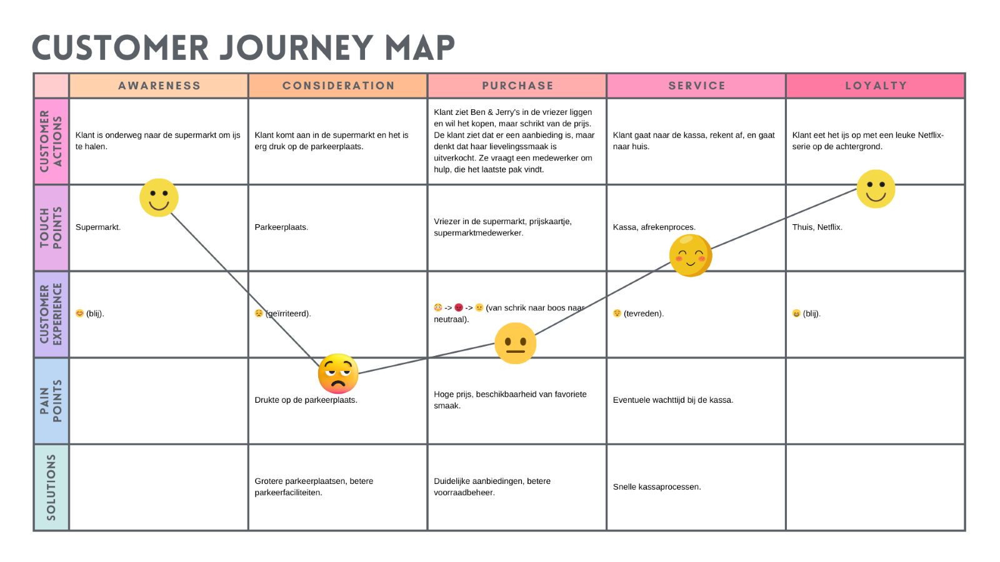 CUSTOMER JOURNEY MAP
AWARENESS
CONSIDERATION
PURCHASE
SERVICE
LOYALTY
CUSTOMER
ACTIONS
Klant is onderweg naar de supermarkt om ijs
te halen.
Klant komt aan in de supermarkt en het is
erg druk op de parkeerplaats.
Klant ziet Ben & Jerry's in de vriezer liggen
en wil het kopen, maar schrikt van de prijs.
De klant ziet dat er een aanbieding is, maar
denkt dat haar lievelingssmaak is
uitverkocht. Ze vraagt een medewerker om
hulp, die het laatste pak vindt.
Klant gaat naar de kassa, rekent af, en gaat
naar huis.
Klant eet het ijs op met een leuke Netflix-
serie op de achtergrond.
TOUCH
POINTS
Supermarkt.
Parkeerplaats.
Vriezer in de supermarkt, prijskaartje,
supermarktmedewerker.
Kassa, afrekenproces.
Thuis, Netflix.
CUSTOMER
EXPERIENCE
😊 (blij).
😣 (geïrriteerd).
😳 -> 😡 -> 😐 (van schrik naar boos naar
neutraal).
😌 (tevreden).
😄 (blij).
PAIN
POINTS
Drukte op de parkeerplaats.
Hoge prijs, beschikbaarheid van favoriete
smaak.
Eventuele wachttijd bij de kassa.
SOLUTIONS
Grotere parkeerplaatsen, betere
parkeerfaciliteiten.
Duidelijke aanbiedingen, betere
voorraadbeheer.
Snelle kassaprocessen.